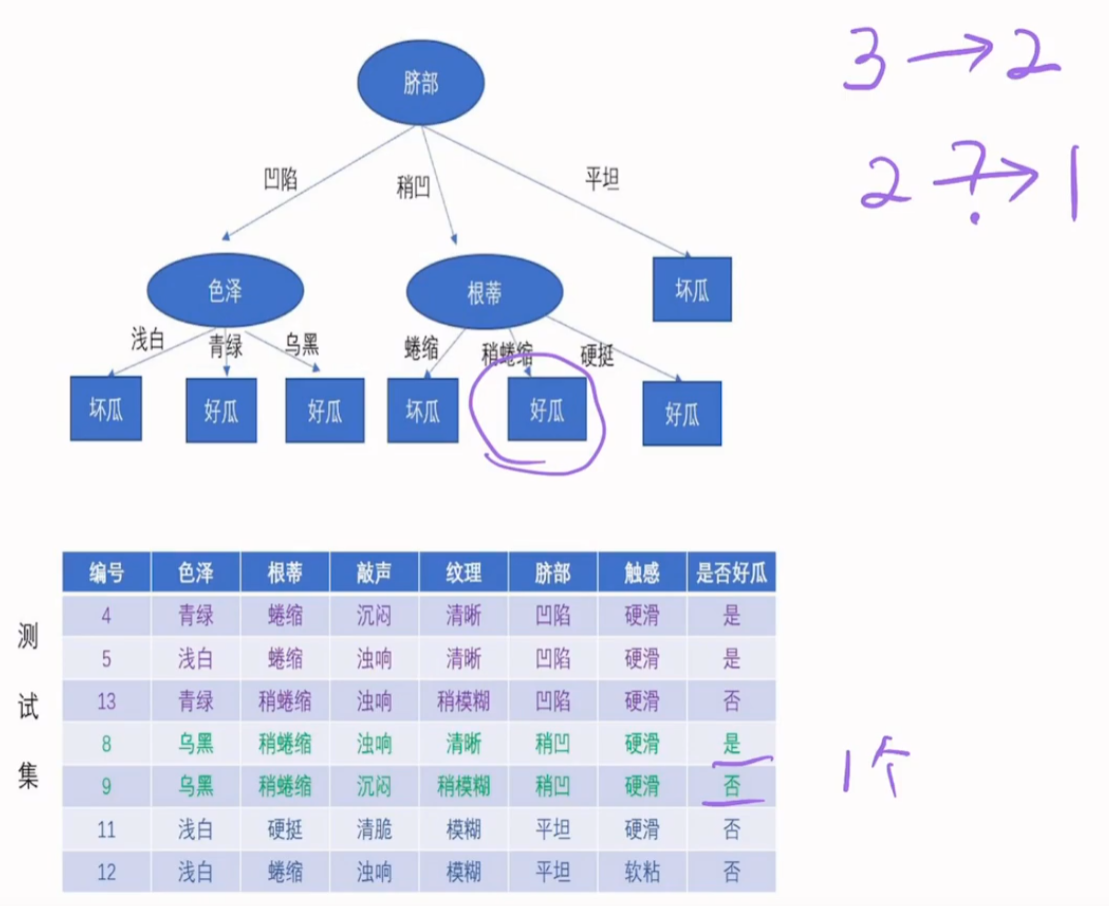 脐部
3 → 2
2 ? → 1
凹陷 稍凹 平坦
色泽 根蒂 坏瓜
浅白 青绿 乌黑 蜷缩 稍蜷缩 硬挺
坏瓜 好瓜 好瓜 坏瓜 好瓜 好瓜
测试集
编号 色泽 根蒂 敲声 纹理 脐部 触感 是否好瓜
4 青绿 蜷缩 沉闷 清晰 凹陷 硬滑 是
5 浅白 蜷缩 浊响 清晰 凹陷 硬滑 是
13 青绿 稍蜷缩 浊响 稍模糊 凹陷 硬滑 否
8 乌黑 稍蜷缩 浊响 清晰 稍凹 硬滑 是
9 乌黑 稍蜷缩 沉闷 稍模糊 稍凹 硬滑 否
11 浅白 硬挺 清脆 模糊 平坦 硬滑 否
12 浅白 蜷缩 浊响 模糊 平坦 软粘 否
1个